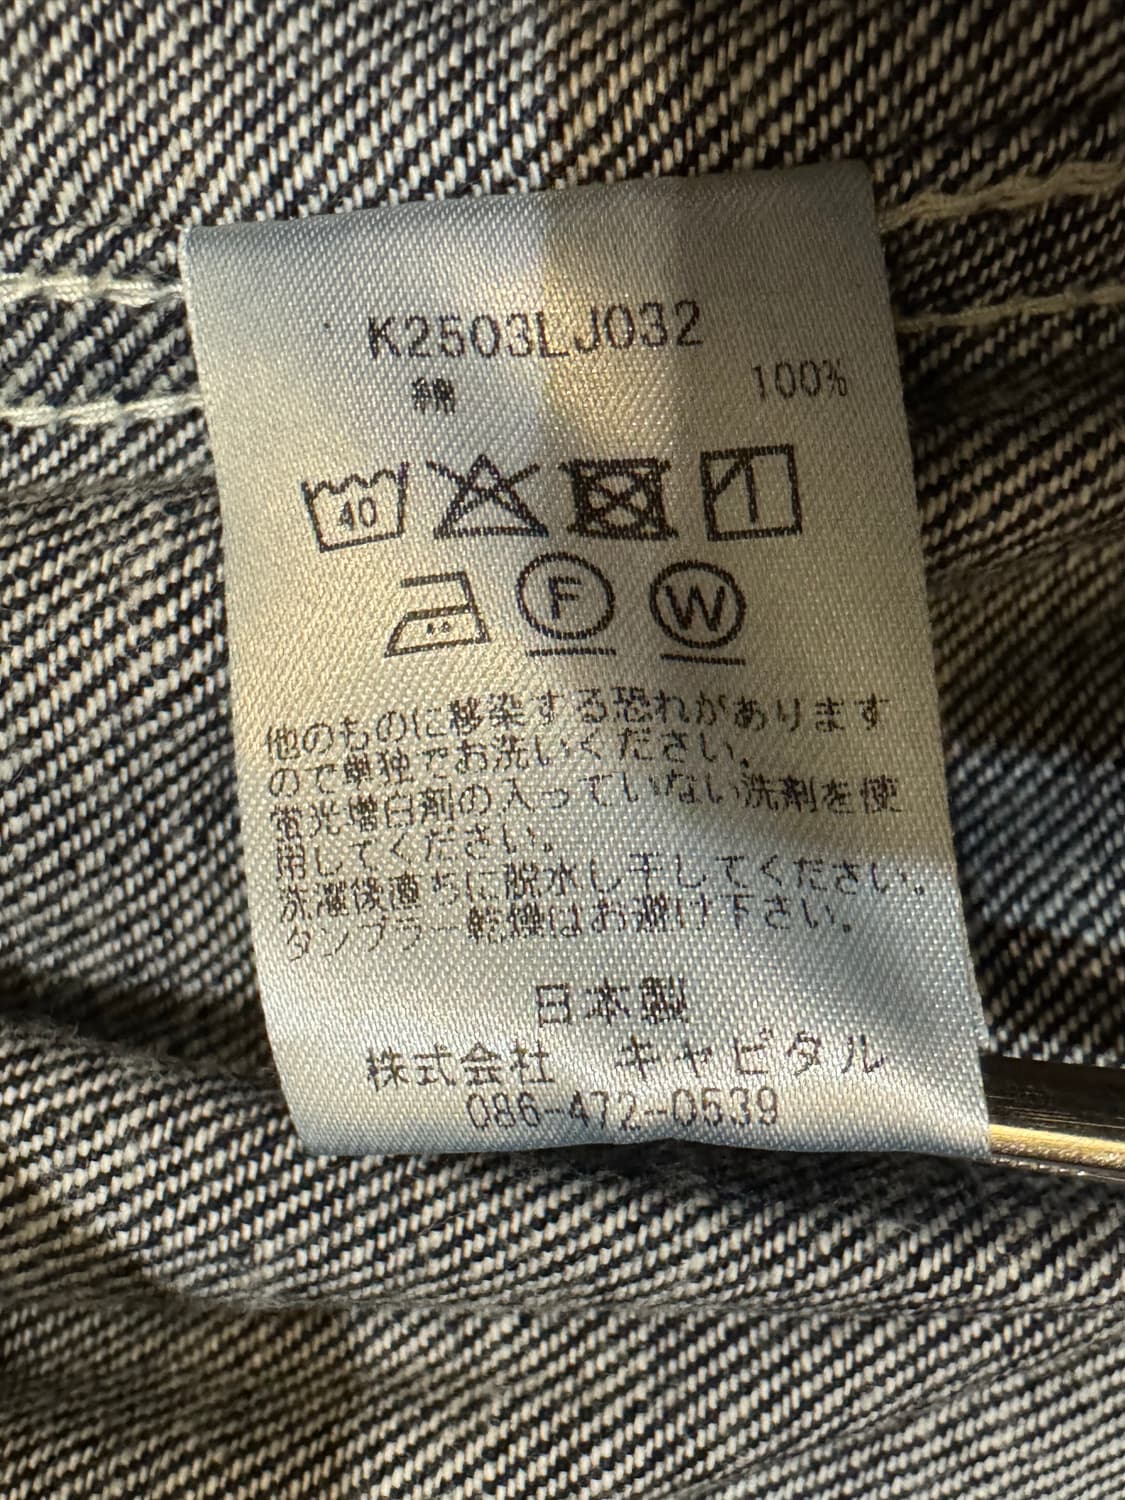 K2503LJ032
綿 100%
40
F W
他のものに移染する恐れがあります
ので単独でお洗いください。
蛍光増白剤の入っていない洗剤を使
用してください。
洗濯後直ちに脱水し干してください。
タンブラー乾燥はお避け下さい。
日本製
株式会社 キャピタル
086-472-0539